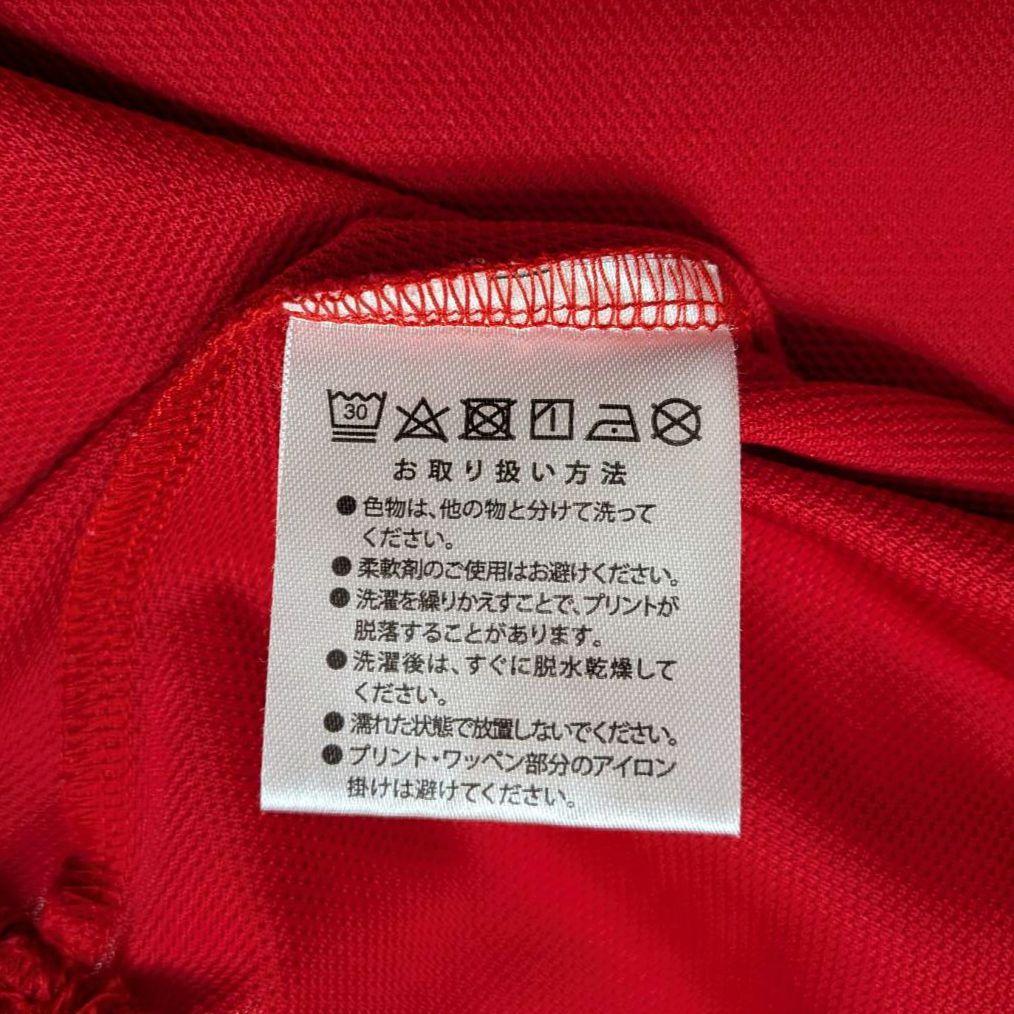 30
お取り扱い方法
●色物は、他の物と分けて洗って
ください。
●柔軟剤のご使用はお避けください。
●洗濯を繰りかえすことで、プリントが
脱落することがあります。
●洗濯後は、すぐに脱水乾燥して
ください。
●濡れた状態で放置しないでください。
●プリント・ワッペン部分のアイロン
掛けは避けてください。